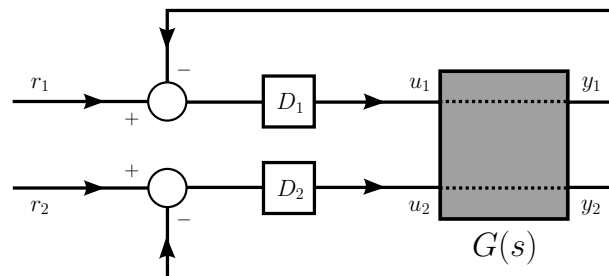 −
r₁ + D₁ u₁ y₁
r₂ + D₂ u₂ y₂
−
G(s)